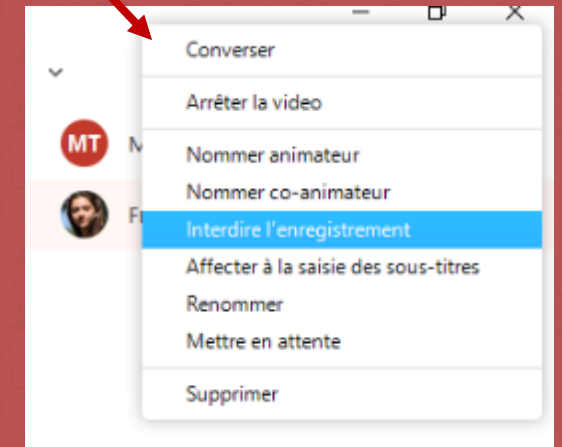 Converser
Arrêter la video
MT M
Nommer animateur
Nommer co-animateur
F
Interdire l'enregistrement
Affecter à la saisie des sous-titres
Renommer
Mettre en attente
Supprimer